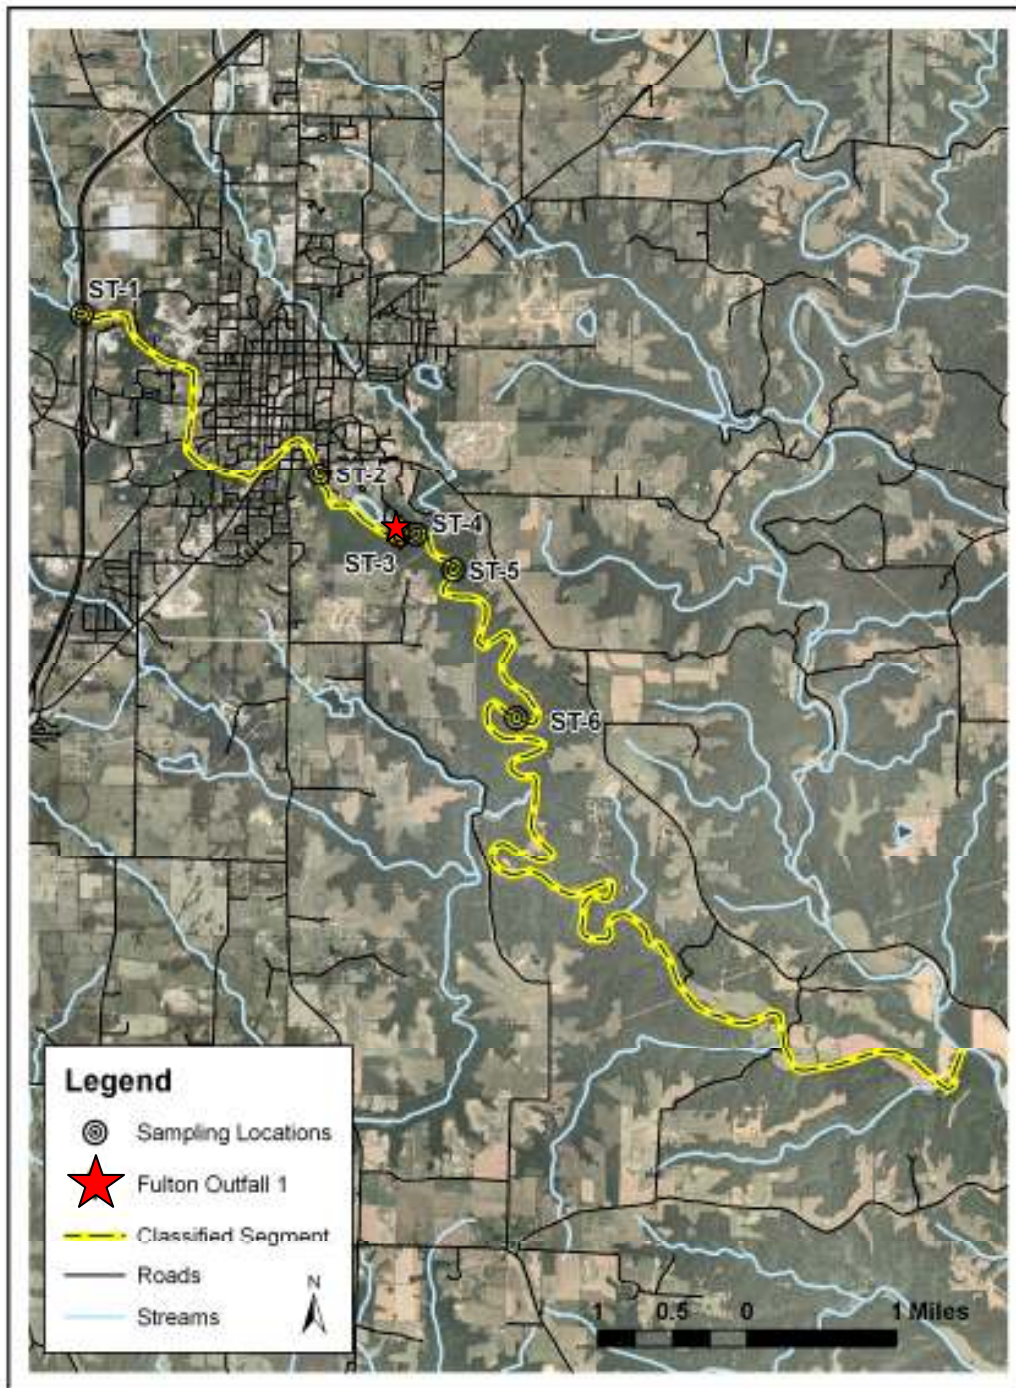 ST-1
ST-2
ST-4
ST-3
ST-5
ST-6
Legend
Sampling Locations
Fulton Outfall 1
Classified Segment
Roads
Streams
N
1 0.5 0 1 Miles